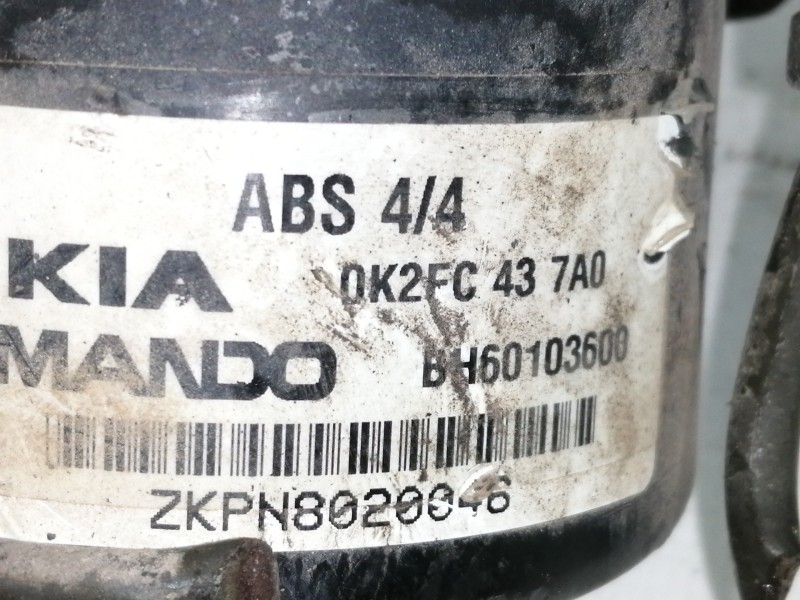 ABS 4/4
KIA 0K2FC 43 7A0
MANDO BH60103600
ZKPN8020046